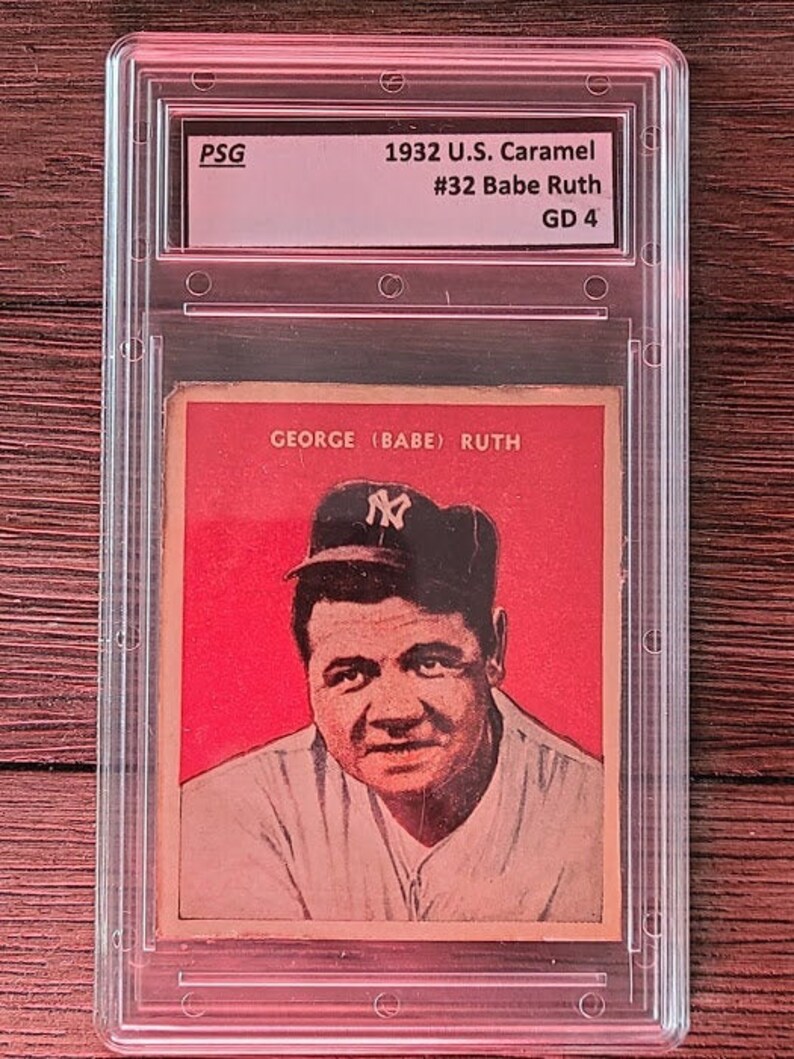 PSG
1932 U.S. Caramel
#32 Babe Ruth
GD 4
GEORGE (BABE) RUTH
NY